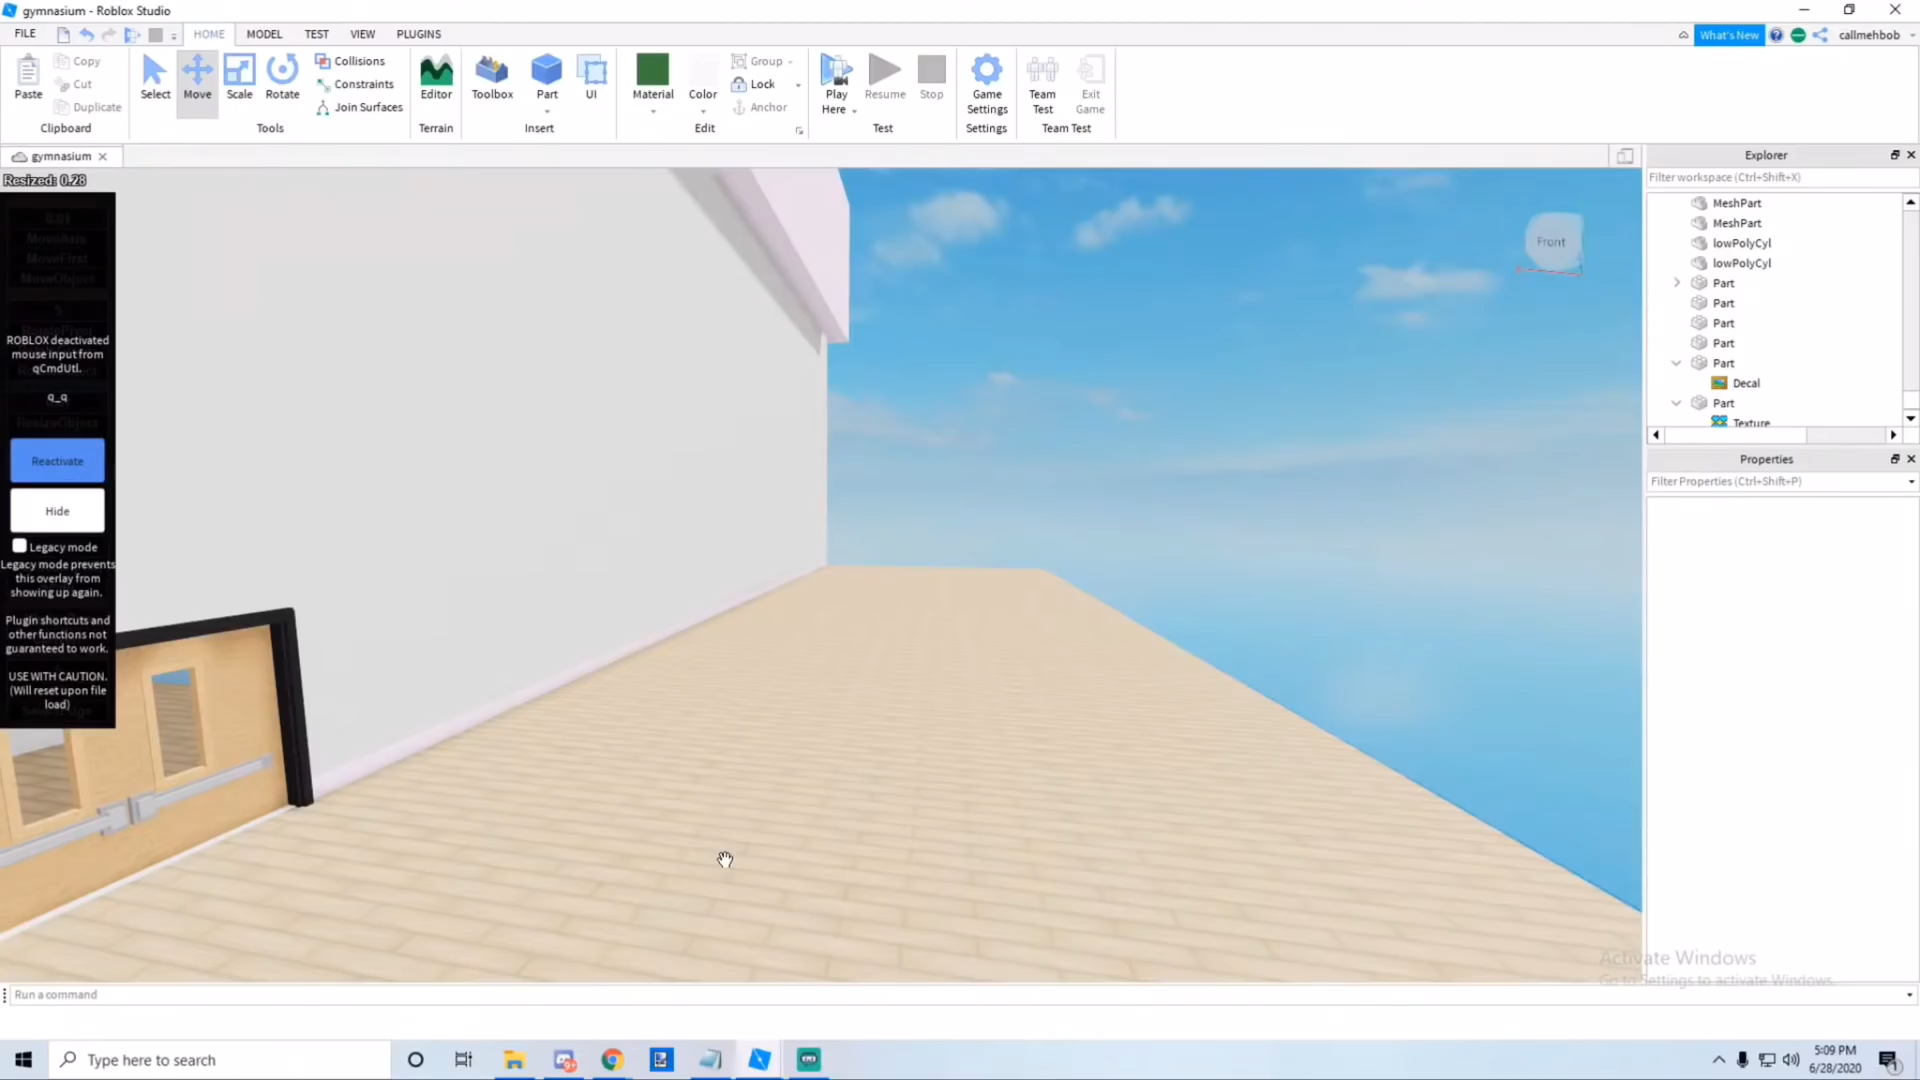 gymnasium - Roblox Studio
FILE HOME MODEL TEST VIEW PLUGINS What's New callmehbob
Paste Copy Cut Duplicate
Clipboard
Select Move Scale Rotate Collisions Constraints Join Surfaces
Tools
Editor
Terrain
Toolbox Part UI
Insert
Material Color Group Lock Anchor
Edit
Play Here Resume Stop
Test
Game Settings
Settings
Team Test Exit Game
Team Test
gymnasium
Resized: 0.28
0.01
MoveAxis
MoveFirst
MoveObject
5
ROBLOX deactivated
mouse input from
qCmdUtl.
q_q
ResizeObject
Reactivate
Hide
Legacy mode
Legacy mode prevents
this overlay from
showing up again.
Plugin shortcuts and
other functions not
guaranteed to work.
USE WITH CAUTION.
(Will reset upon file
load)
Front
Explorer
Filter workspace (Ctrl+Shift+X)
MeshPart
MeshPart
lowPolyCyl
lowPolyCyl
Part
Part
Part
Part
Part
Decal
Part
Texture
Properties
Filter Properties (Ctrl+Shift+P)
Activate Windows
Go to Settings to activate Windows.
Run a command
Type here to search
5:09 PM
6/28/2020